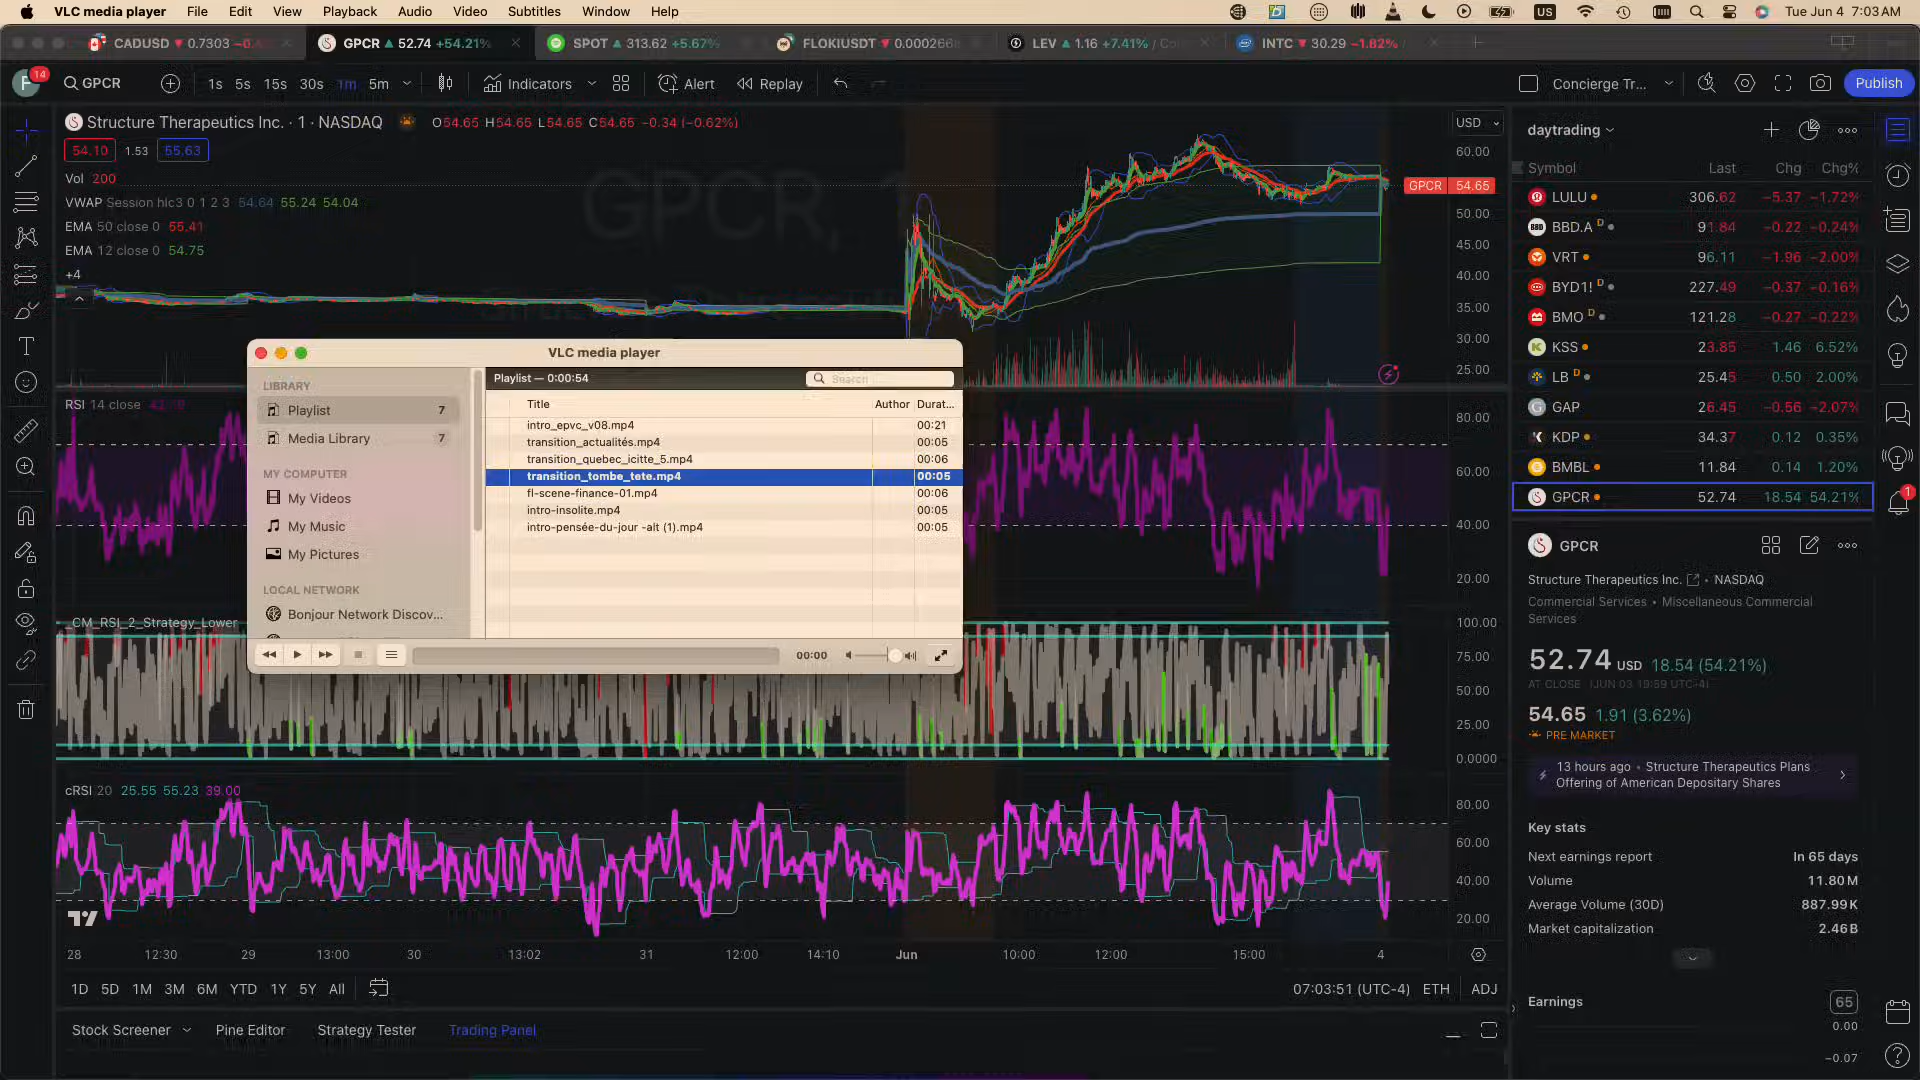 VLC media player File Edit View Playback Audio Video Subtitles Window Help US Tue Jun 4 7:03 AM
CADUSD 0.7303 GPCR 52.74 +54.21% SPOT 313.62 +5.67% FLOKIUSDT LEV 1.16 +7.41% INTC 30.29 −1.82%
F 14 GPCR 1s 5s 15s 30s 1m 5m Indicators Alert Replay Concierge Tr... Publish
Structure Therapeutics Inc. · 1 · NASDAQ O54.65 H54.65 L54.65 C54.65 −0.34 (−0.62%) USD
54.10 1.53 55.63
Vol 200
VWAP Session hlc3 0 1 2 3 54.64 55.24 54.04
EMA 50 close 0 55.41
EMA 12 close 0 54.75
+4
60.00
GPCR 54.65
50.00
45.00
40.00
35.00
30.00
25.00
VLC media player
LIBRARY
Playlist 7
Media Library 7
MY COMPUTER
My Videos
My Music
My Pictures
LOCAL NETWORK
Bonjour Network Discov...
Playlist — 0:00:54 Search
Title Author Durat...
intro_epvc_v08.mp4 00:21
transition_actualités.mp4 00:05
transition_quebec_icitte_5.mp4 00:06
transition_tombe_tete.mp4 00:05
fl-scene-finance-01.mp4 00:06
intro-insolite.mp4 00:05
intro-pensée-du-jour -alt (1).mp4 00:05
00:00
RSI 14 close
80.00
60.00
40.00
20.00
CM_RSI_2_Strategy_Lower
100.00
75.00
50.00
25.00
0.0000
cRSI 20 25.55 55.23 39.00
80.00
60.00
40.00
20.00
28 12:30 29 13:00 30 13:02 31 12:00 14:10 Jun 10:00 12:00 15:00 4
1D 5D 1M 3M 6M YTD 1Y 5Y All 07:03:51 (UTC-4) ETH ADJ
Stock Screener Pine Editor Strategy Tester Trading Panel
daytrading
Symbol Last Chg Chg%
LULU 306.62 −5.37 −1.72%
BBD.A D 91.84 −0.22 −0.24%
VRT 96.11 −1.96 −2.00%
BYD1! D 227.49 −0.37 −0.16%
BMO D 121.28 −0.27 −0.22%
KSS 23.85 1.46 6.52%
LB D 25.45 0.50 2.00%
GAP 26.45 −0.56 −2.07%
KDP 34.37 0.12 0.35%
BMBL 11.84 0.14 1.20%
GPCR 52.74 18.54 54.21%
1
GPCR
Structure Therapeutics Inc. • NASDAQ
Commercial Services • Miscellaneous Commercial
Services
52.74 USD 18.54 (54.21%)
AT CLOSE (JUN 03 19:59 UTC-4)
54.65 1.91 (3.62%)
PRE MARKET
13 hours ago • Structure Therapeutics Plans
Offering of American Depositary Shares
Key stats
Next earnings report In 65 days
Volume 11.80M
Average Volume (30D) 887.99K
Market capitalization 2.46B
Earnings 65
0.00
−0.07